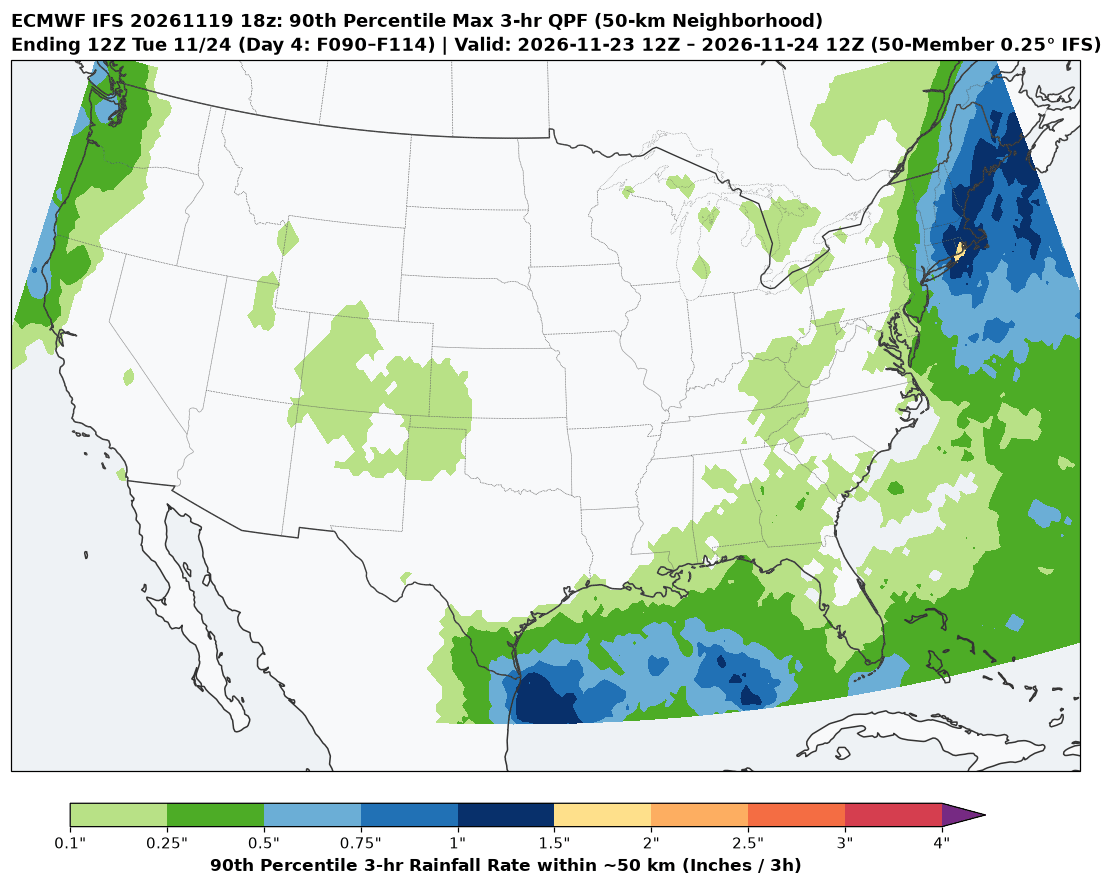 ECMWF IFS 20261119 18z: 90th Percentile Max 3-hr QPF (50-km Neighborhood)
Ending 12Z Tue 11/24 (Day 4: F090–F114) | Valid: 2026-11-23 12Z – 2026-11-24 12Z (50-Member 0.25° IFS)
0.1" 0.25" 0.5" 0.75" 1" 1.5" 2" 2.5" 3" 4"
90th Percentile 3-hr Rainfall Rate within ~50 km (Inches / 3h)